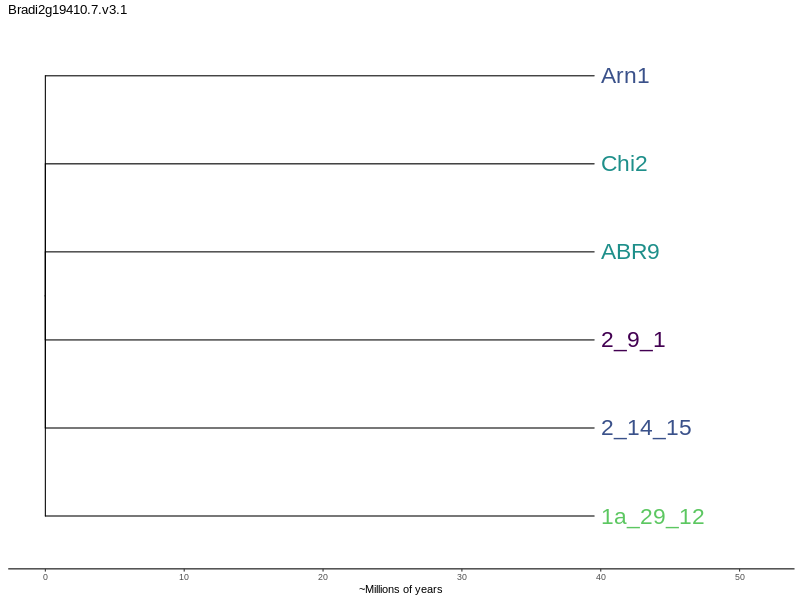 Bradi2g19410.7.v3.1
Arn1
Chi2
ABR9
2_9_1
2_14_15
1a_29_12
0 10 20 30 40 50
~Millions of years